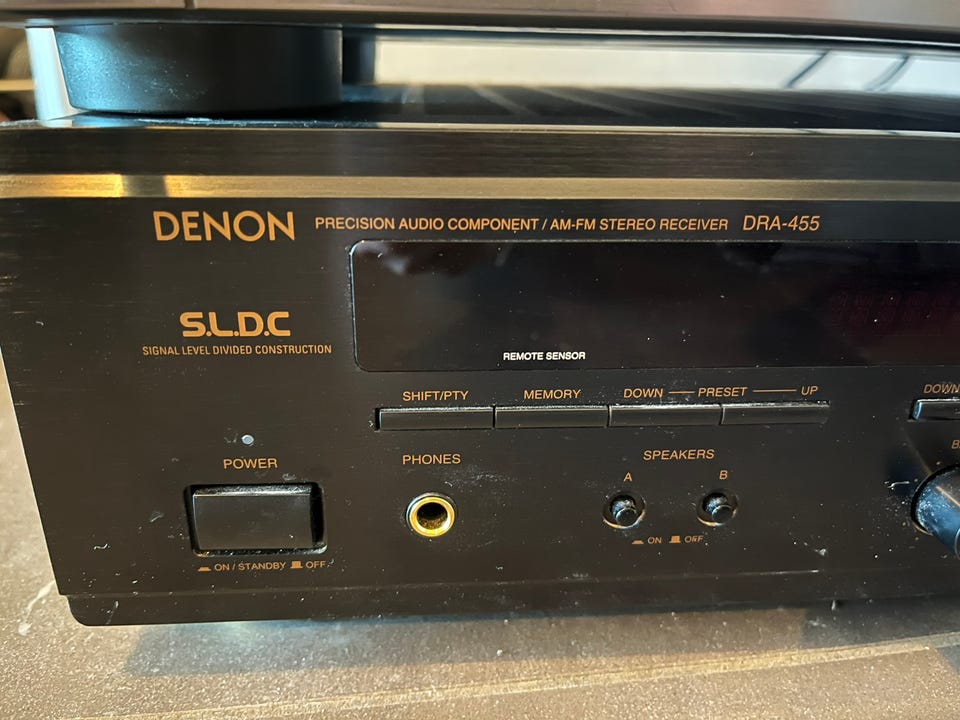 DENON PRECISION AUDIO COMPONENT / AM-FM STEREO RECEIVER DRA-455
S.L.D.C
SIGNAL LEVEL DIVIDED CONSTRUCTION
REMOTE SENSOR
SHIFT/PTY MEMORY DOWN PRESET UP DOWN
POWER PHONES SPEAKERS
A B
ON OFF
ON / STANDBY OFF